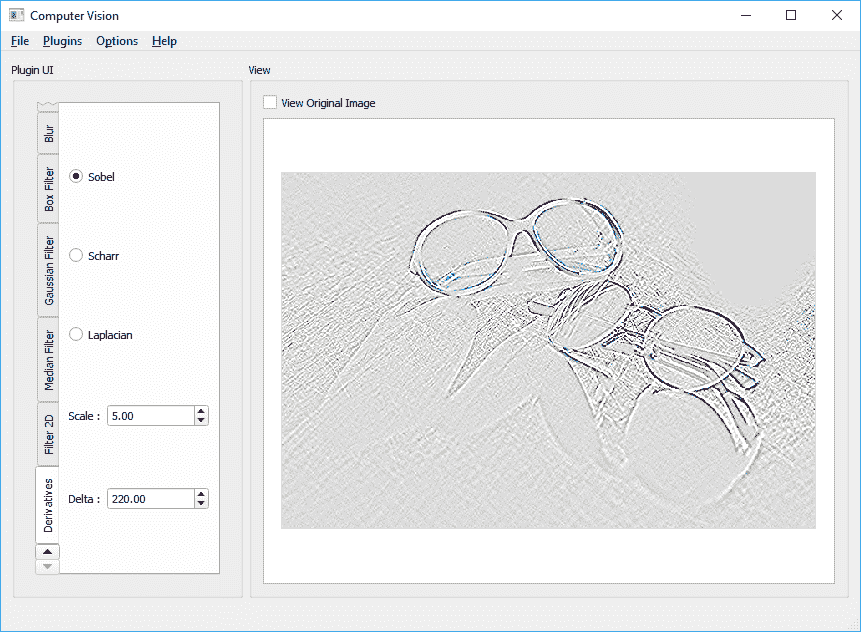 Computer Vision
File Plugins Options Help
Plugin UI
View
View Original Image
Blur
Box Filter
Gaussian Filter
Median Filter
Filter 2D
Derivatives
Sobel
Scharr
Laplacian
Scale : 5.00
Delta : 220.00